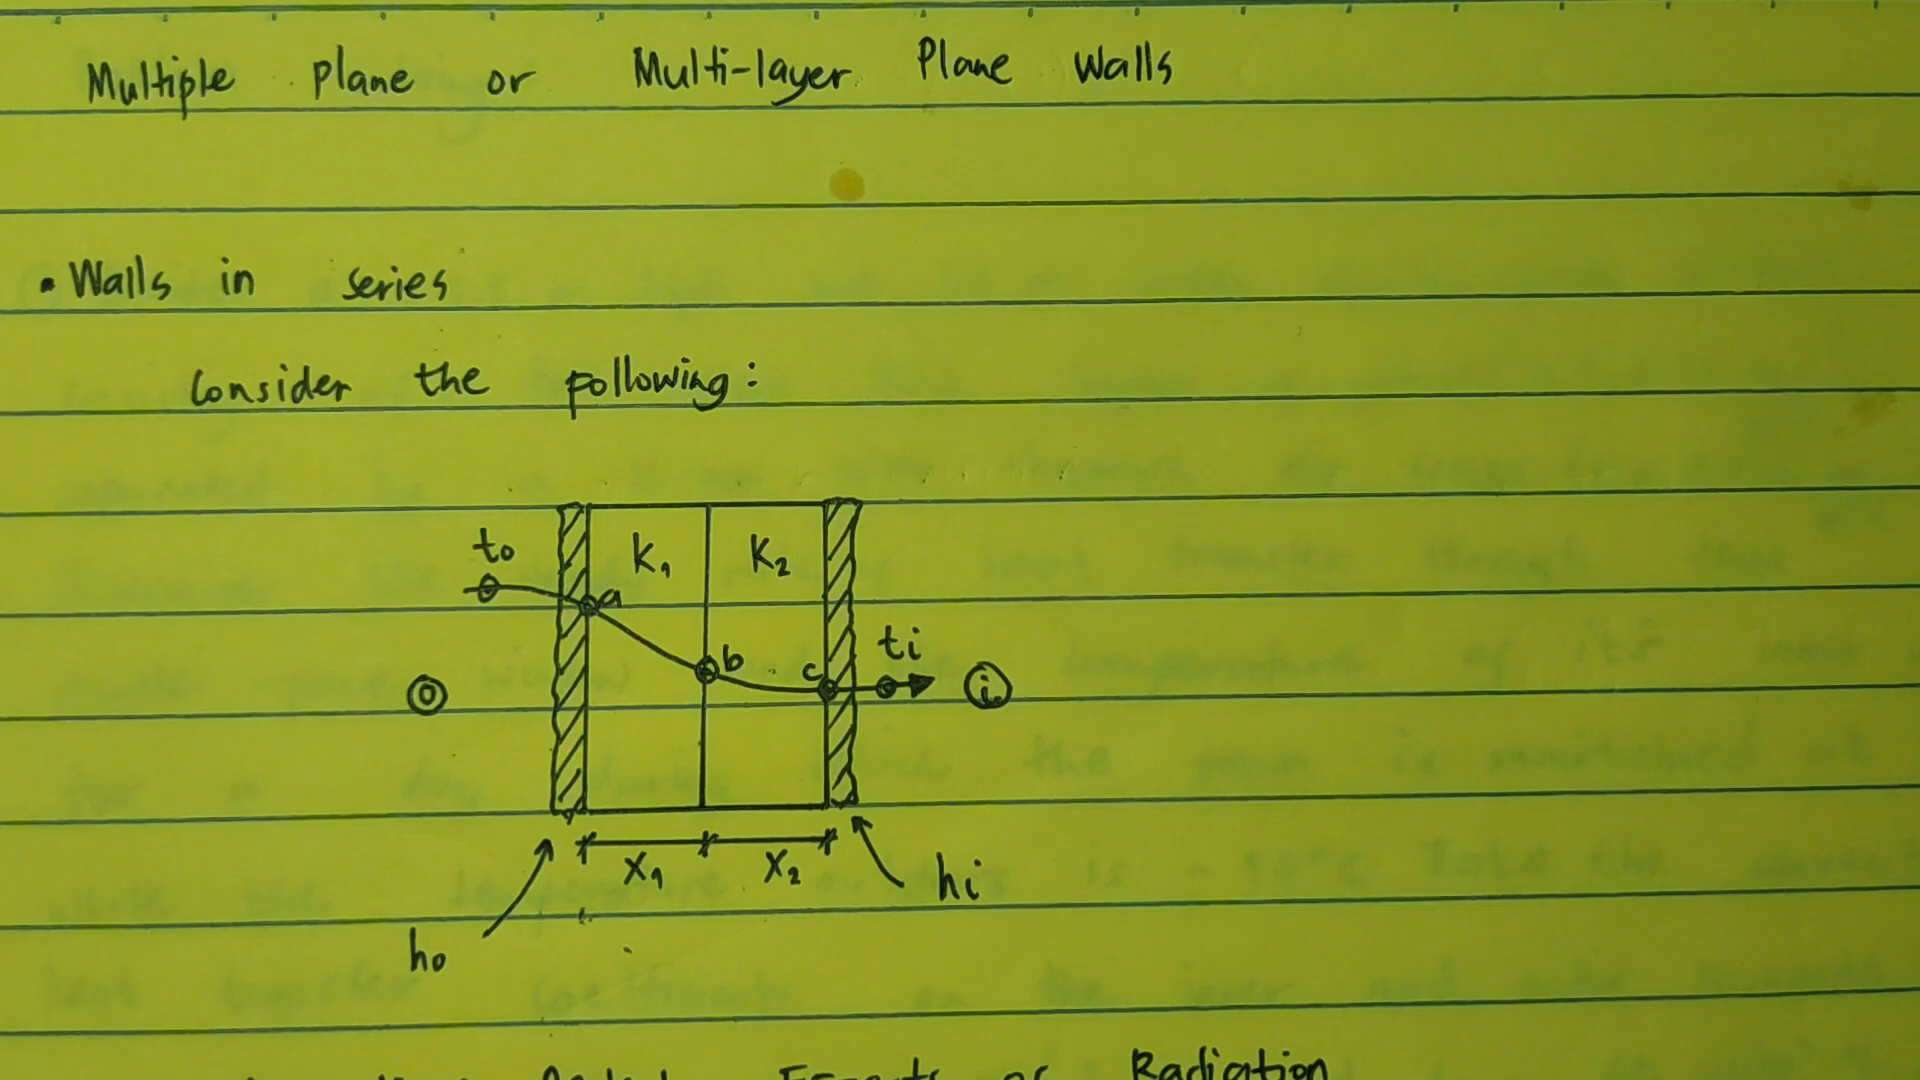 Multiple plane or Multi-layer Plane Walls
• Walls in series
Consider the following:
to
K1
K2
a
b
c
ti
o
i
X1
X2
hi
ho
Radiation